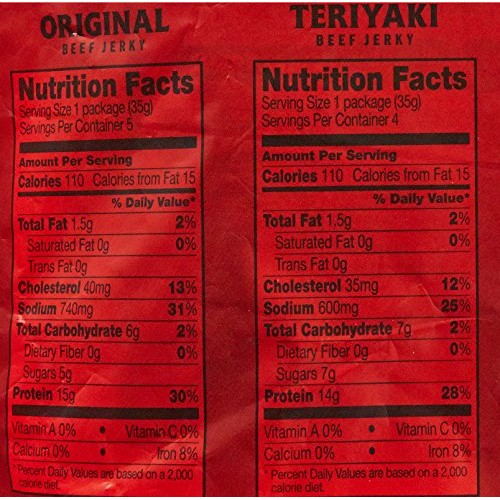 ORIGINAL
BEEF JERKY
Nutrition Facts
Serving Size 1 package (35g)
Servings Per Container 5
Amount Per Serving
Calories 110 Calories from Fat 15
% Daily Value*
Total Fat 1.5g 2%
Saturated Fat 0g 0%
Trans Fat 0g
Cholesterol 40mg 13%
Sodium 740mg 31%
Total Carbohydrate 6g 2%
Dietary Fiber 0g 0%
Sugars 5g
Protein 15g 30%
Vitamin A 0% • Vitamin C 0%
Calcium 0% • Iron 8%
*Percent Daily Values are based on a 2,000
calorie diet.
TERIYAKI
BEEF JERKY
Nutrition Facts
Serving Size 1 package (35g)
Servings Per Container 4
Amount Per Serving
Calories 110 Calories from Fat 15
% Daily Value*
Total Fat 1.5g 2%
Saturated Fat 0g 0%
Trans Fat 0g
Cholesterol 35mg 12%
Sodium 600mg 25%
Total Carbohydrate 7g 2%
Dietary Fiber 0g 0%
Sugars 7g
Protein 14g 28%
Vitamin A 0% • Vitamin C 0%
Calcium 0% • Iron 8%
*Percent Daily Values are based on a 2,000
calorie diet.